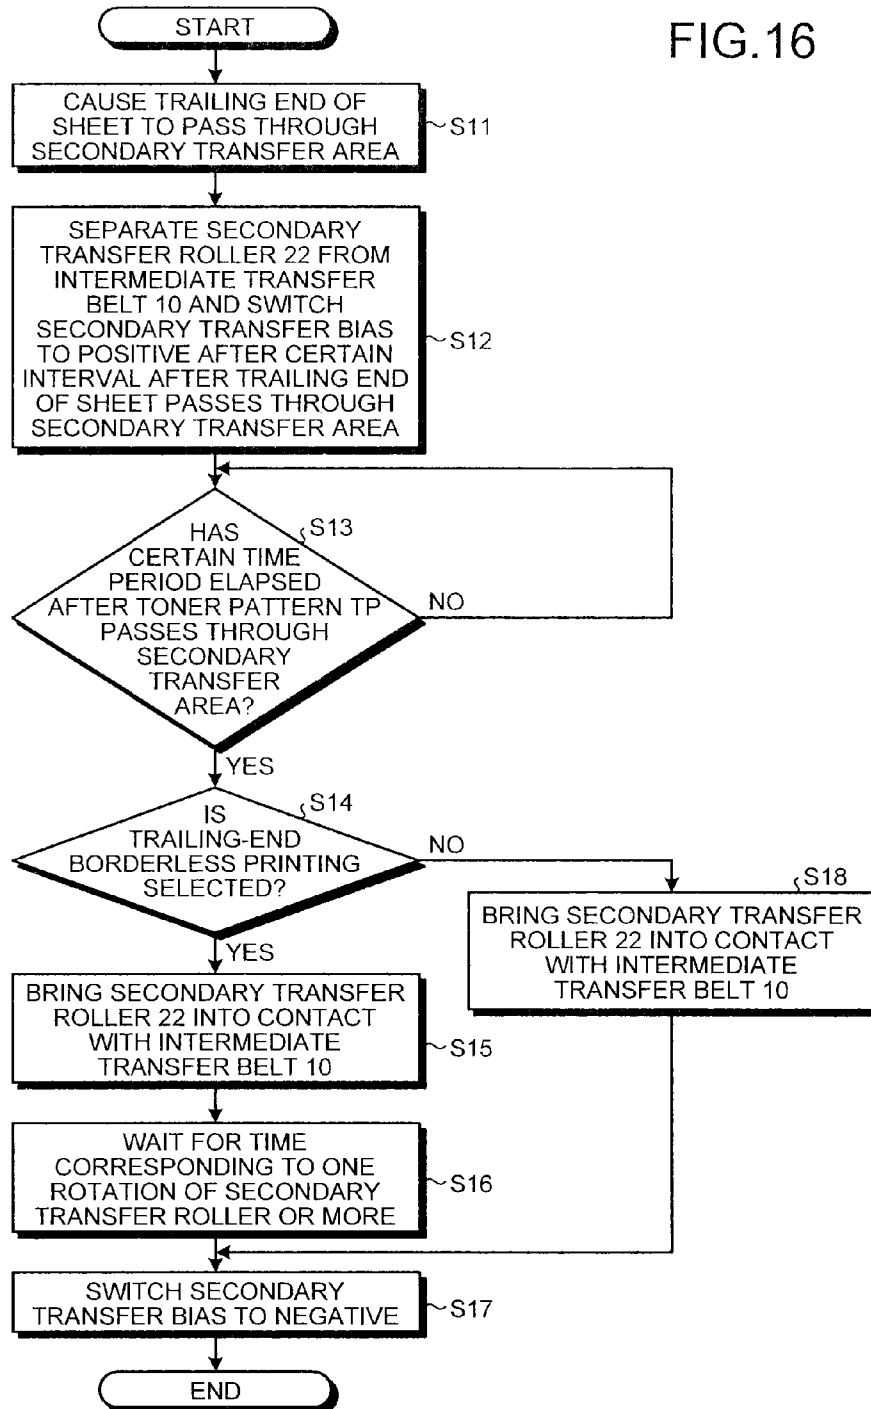 FIG.16
START
CAUSE TRAILING END OF
SHEET TO PASS THROUGH
SECONDARY TRANSFER AREA
S11
SEPARATE SECONDARY
TRANSFER ROLLER 22 FROM
INTERMEDIATE TRANSFER
BELT 10 AND SWITCH
SECONDARY TRANSFER BIAS
TO POSITIVE AFTER CERTAIN
INTERVAL AFTER TRAILING END
OF SHEET PASSES THROUGH
SECONDARY TRANSFER AREA
S12
S13
HAS
CERTAIN TIME
PERIOD ELAPSED
AFTER TONER PATTERN TP
PASSES THROUGH
SECONDARY
TRANSFER
AREA?
NO
YES
S14
IS
TRAILING-END
BORDERLESS PRINTING
SELECTED?
NO
YES
S18
BRING SECONDARY TRANSFER
ROLLER 22 INTO CONTACT
WITH INTERMEDIATE
TRANSFER BELT 10
BRING SECONDARY TRANSFER
ROLLER 22 INTO CONTACT
WITH INTERMEDIATE
TRANSFER BELT 10
S15
WAIT FOR TIME
CORRESPONDING TO ONE
ROTATION OF SECONDARY
TRANSFER ROLLER OR MORE
S16
SWITCH SECONDARY
TRANSFER BIAS TO NEGATIVE
S17
END